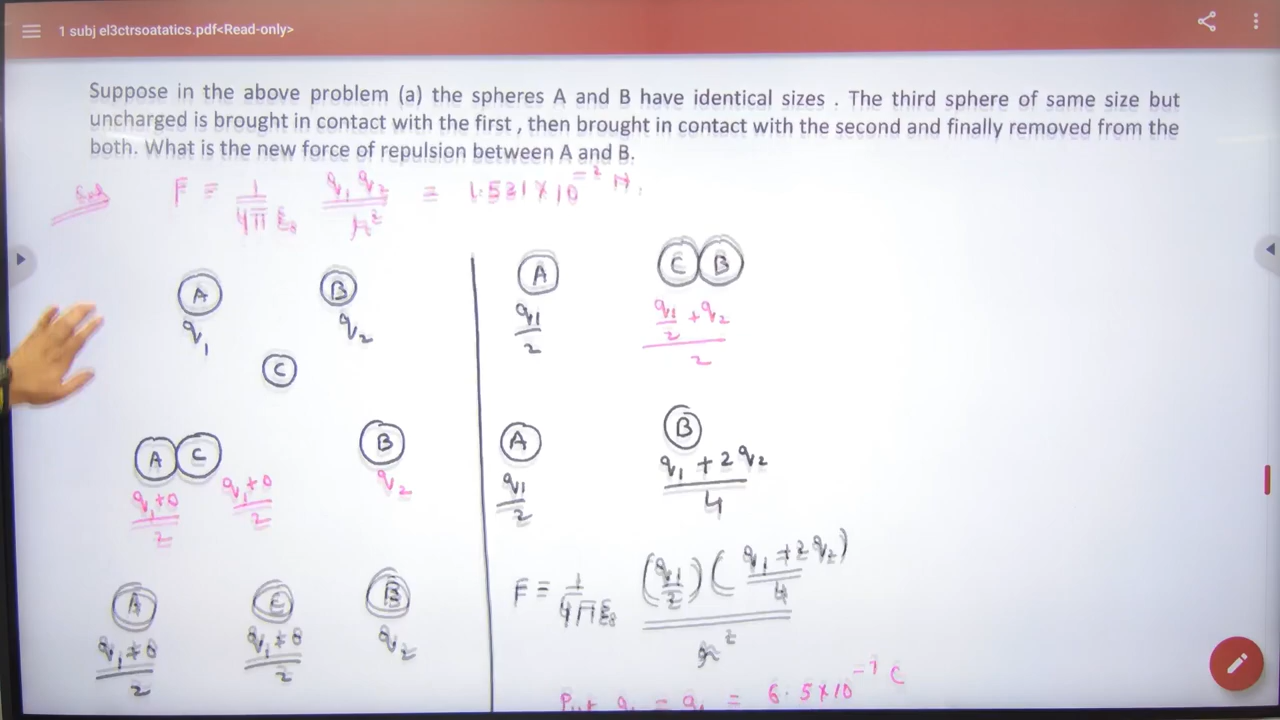 1 subj el3ctrsoatatics.pdf<Read-only>
Suppose in the above problem (a) the spheres A and B have identical sizes . The third sphere of same size but
uncharged is brought in contact with the first , then brought in contact with the second and finally removed from the
both. What is the new force of repulsion between A and B.
F = 1/4πε₀ q₁q₂/r² = 1.521×10⁻² N.
A B
q₁ q₂
C
A C B
q₁+0/2 q₁+0/2 q₂
A C B
q₁+0/2 q₁+0/2 q₂
A C B
q₁/2 q₁/2 + q₂/2
A B
q₁/2 q₁+2q₂/4
F = 1/4πε₀ (q₁/2)(q₁+2q₂/4)/r²
Put q₁ = q₂ = 6.5×10⁻⁷ C